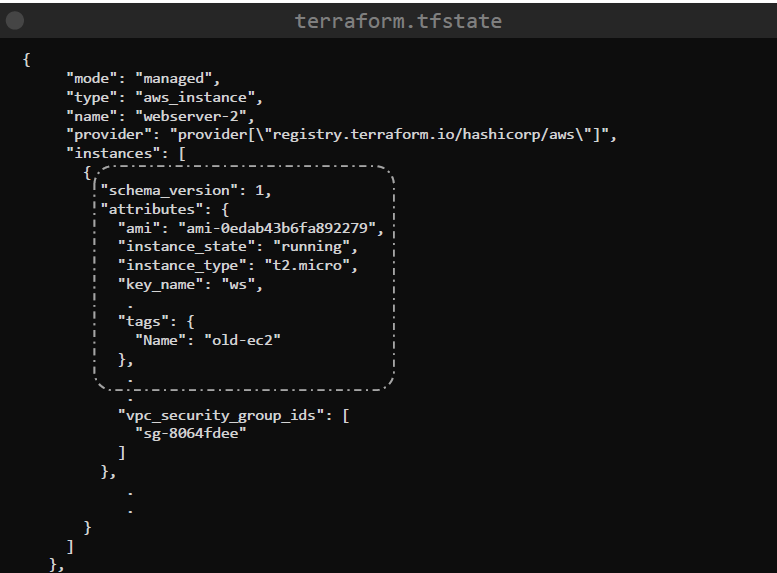 terraform.tfstate
{
"mode": "managed",
"type": "aws_instance",
"name": "webserver-2",
"provider": "provider[\"registry.terraform.io/hashicorp/aws\"]",
"instances": [
{
"schema_version": 1,
"attributes": {
"ami": "ami-0edab43b6fa892279",
"instance_state": "running",
"instance_type": "t2.micro",
"key_name": "ws",
.
"tags": {
"Name": "old-ec2"
},
.
.
"vpc_security_group_ids": [
"sg-8064fdee"
]
},
.
.
}
]
},